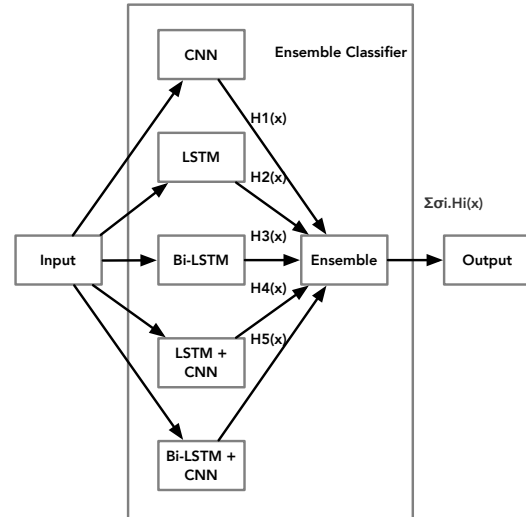 CNN
Ensemble Classifier
H1(x)
LSTM
H2(x)
Σσi.Hi(x)
H3(x)
Input
Bi-LSTM
Ensemble
Output
H4(x)
LSTM +
CNN
H5(x)
Bi-LSTM +
CNN